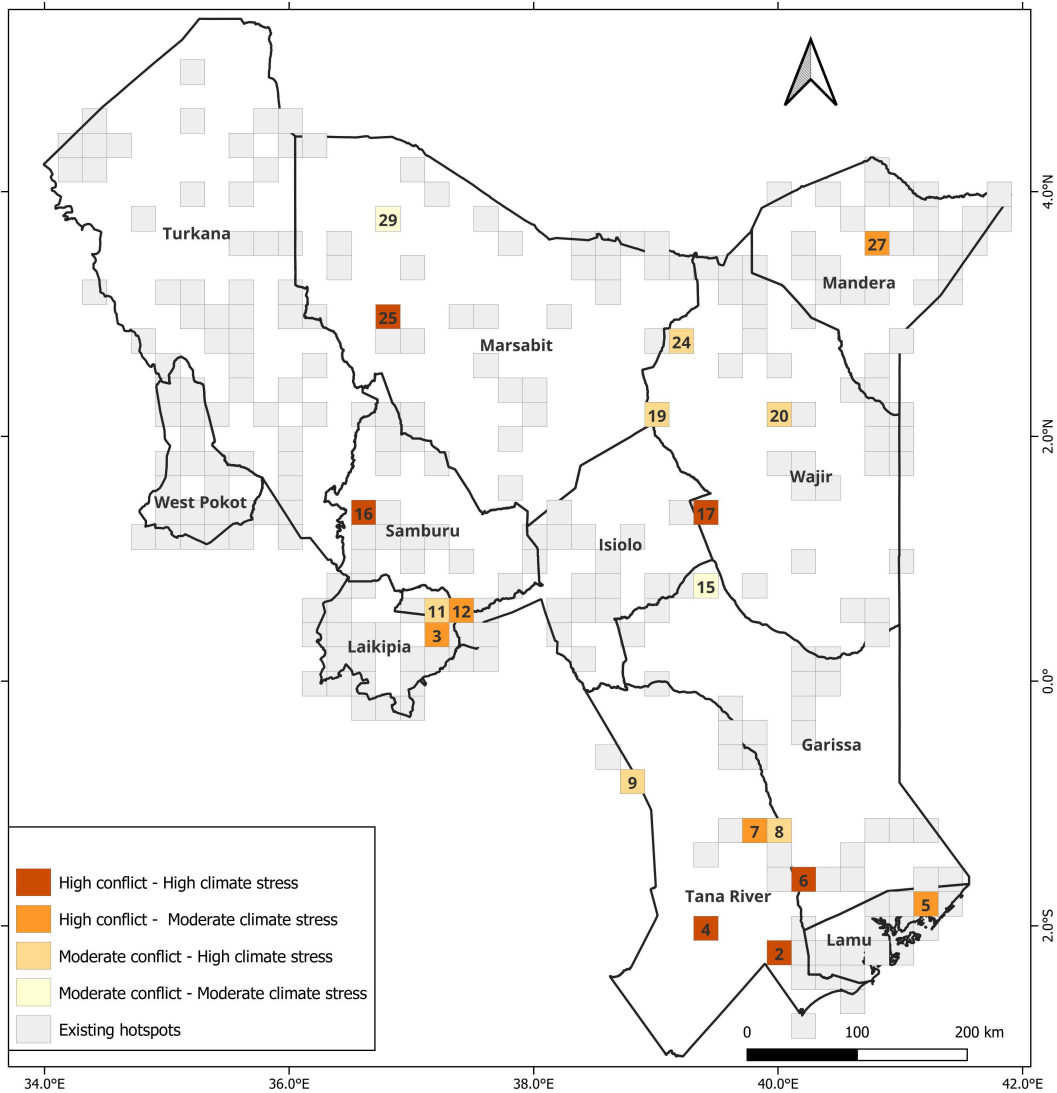 4.0°N
27
29
Turkana
Mandera
25
Marsabit
24
19
20
Wajir
2.0°N
West Pokot
16
Samburu
17
Isiolo
15
11
12
3
Laikipia
0.0°
Garissa
9
7
8
6
Tana River
5
4
Lamu
2
2.0°S
High conflict - High climate stress
High conflict - Moderate climate stress
Moderate conflict - High climate stress
Moderate conflict - Moderate climate stress
Existing hotspots
0 100 200 km
34.0°E 36.0°E 38.0°E 40.0°E 42.0°E